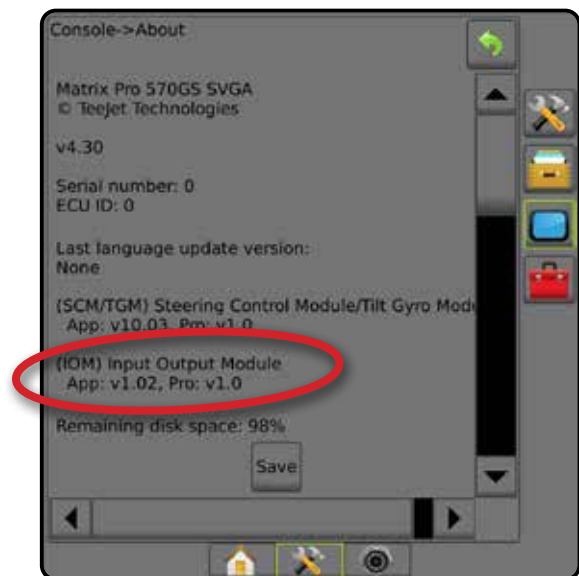 Console->About
Matrix Pro 570GS SVGA
© TeeJet Technologies
v4.30
Serial number: 0
ECU ID: 0
Last language update version:
None
(SCM/TGM) Steering Control Module/Tilt Gyro Modu
App: v10.03, Pro: v1.0
(IOM) Input Output Module
App: v1.02, Pro: v1.0
Remaining disk space: 98%
Save